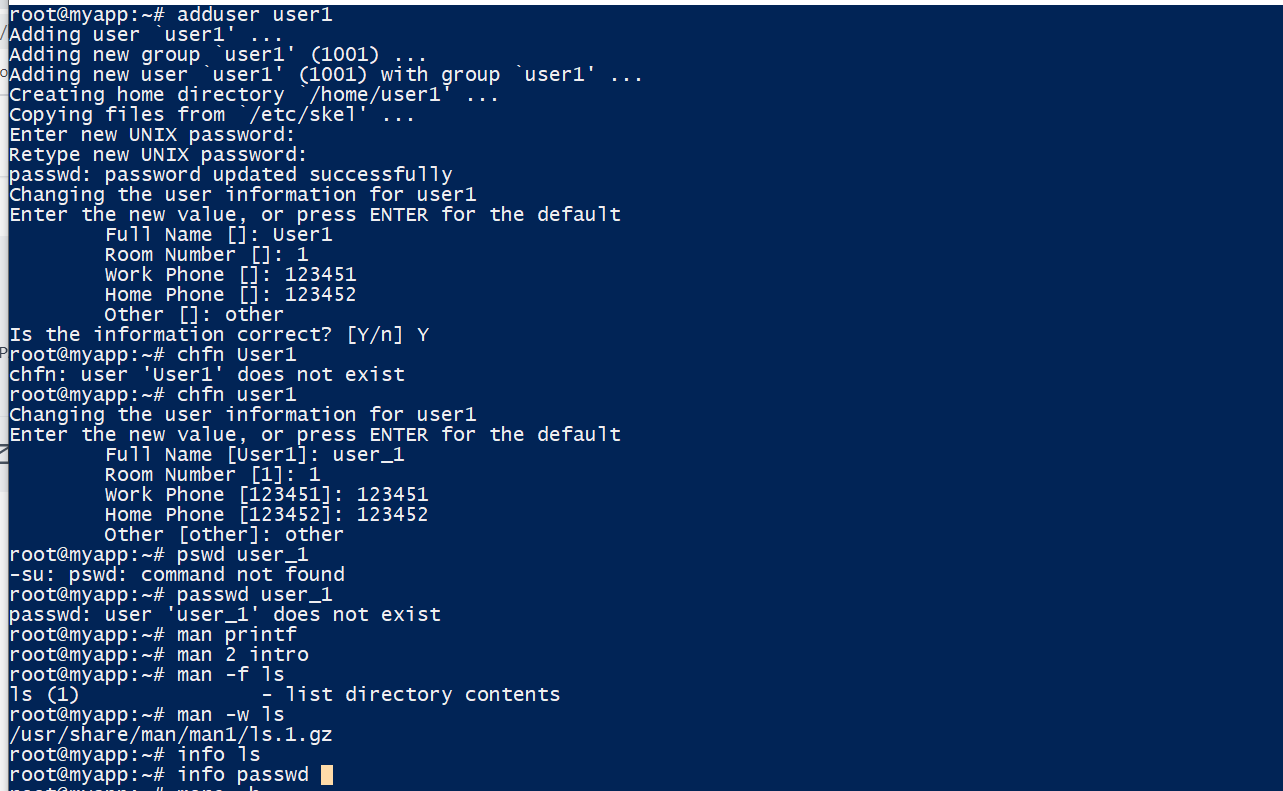 root@myapp:~# adduser user1
Adding user `user1' ...
Adding new group `user1' (1001) ...
Adding new user `user1' (1001) with group `user1' ...
Creating home directory `/home/user1' ...
Copying files from `/etc/skel' ...
Enter new UNIX password:
Retype new UNIX password:
passwd: password updated successfully
Changing the user information for user1
Enter the new value, or press ENTER for the default
        Full Name []: User1
        Room Number []: 1
        Work Phone []: 123451
        Home Phone []: 123452
        Other []: other
Is the information correct? [Y/n] Y
root@myapp:~# chfn User1
chfn: user 'User1' does not exist
root@myapp:~# chfn user1
Changing the user information for user1
Enter the new value, or press ENTER for the default
        Full Name [User1]: user_1
        Room Number [1]: 1
        Work Phone [123451]: 123451
        Home Phone [123452]: 123452
        Other [other]: other
root@myapp:~# pswd user_1
-su: pswd: command not found
root@myapp:~# passwd user_1
passwd: user 'user_1' does not exist
root@myapp:~# man printf
root@myapp:~# man 2 intro
root@myapp:~# man -f ls
ls (1)               - list directory contents
root@myapp:~# man -w ls
/usr/share/man/man1/ls.1.gz
root@myapp:~# info ls
root@myapp:~# info passwd